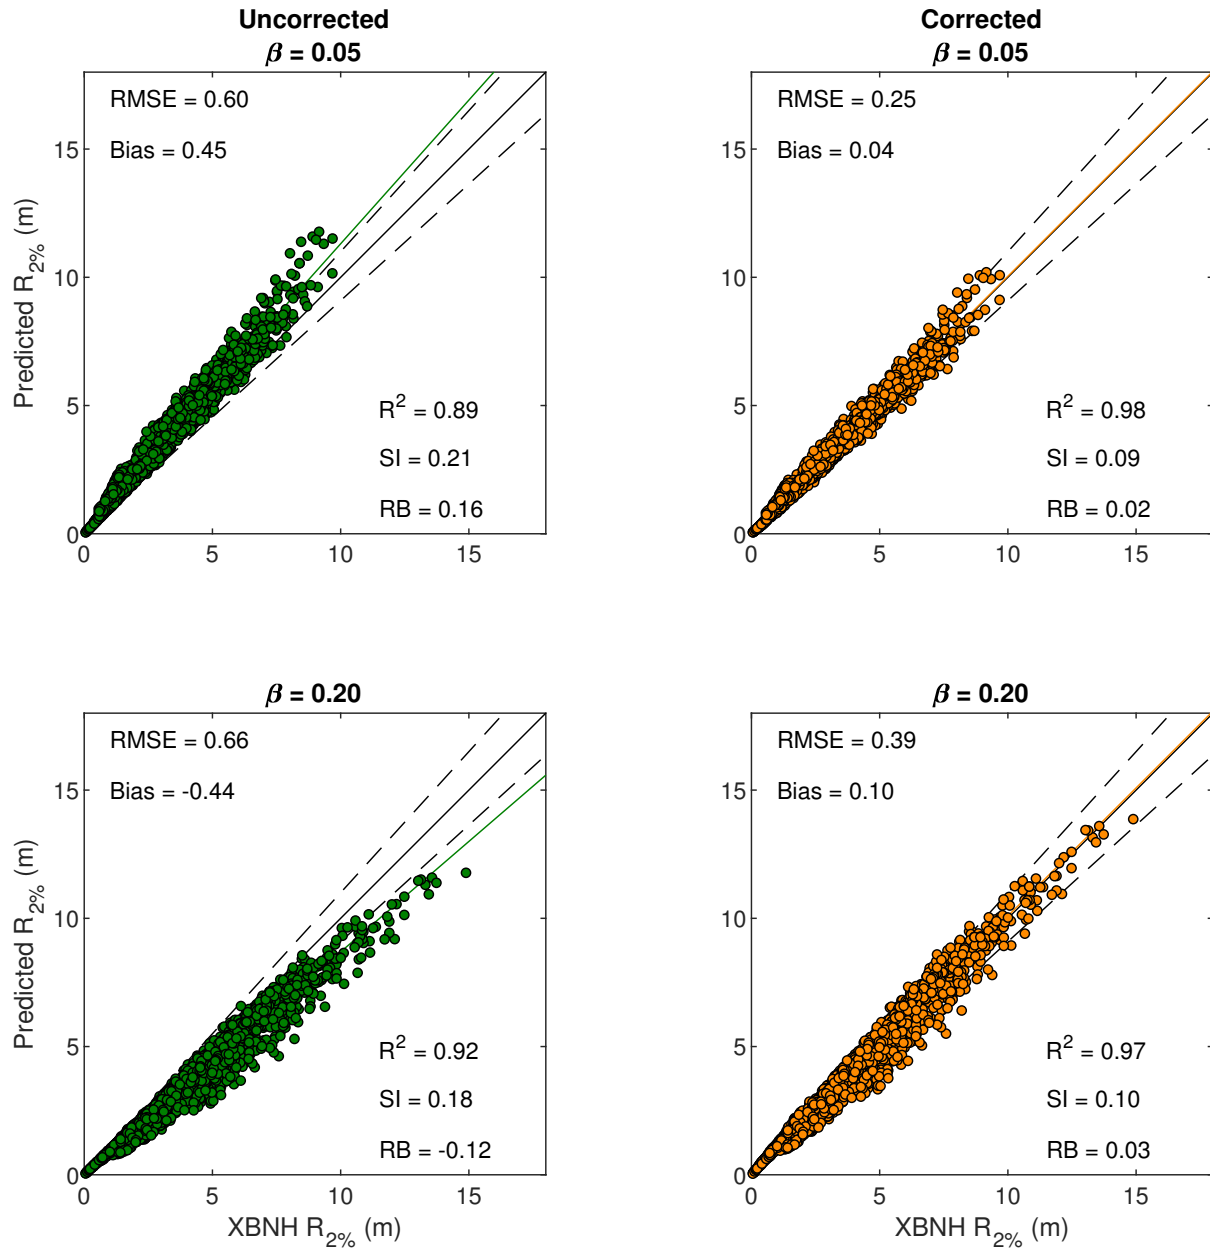 Uncorrected
β = 0.05
RMSE = 0.60
Bias = 0.45
R2 = 0.89
SI = 0.21
RB = 0.16
Predicted R2% (m)
15
10
5
0
0 5 10 15
Corrected
β = 0.05
RMSE = 0.25
Bias = 0.04
R2 = 0.98
SI = 0.09
RB = 0.02
15
10
5
0
0 5 10 15
β = 0.20
RMSE = 0.66
Bias = -0.44
R2 = 0.92
SI = 0.18
RB = -0.12
Predicted R2% (m)
15
10
5
0
0 5 10 15
XBNH R2% (m)
β = 0.20
RMSE = 0.39
Bias = 0.10
R2 = 0.97
SI = 0.10
RB = 0.03
15
10
5
0
0 5 10 15
XBNH R2% (m)